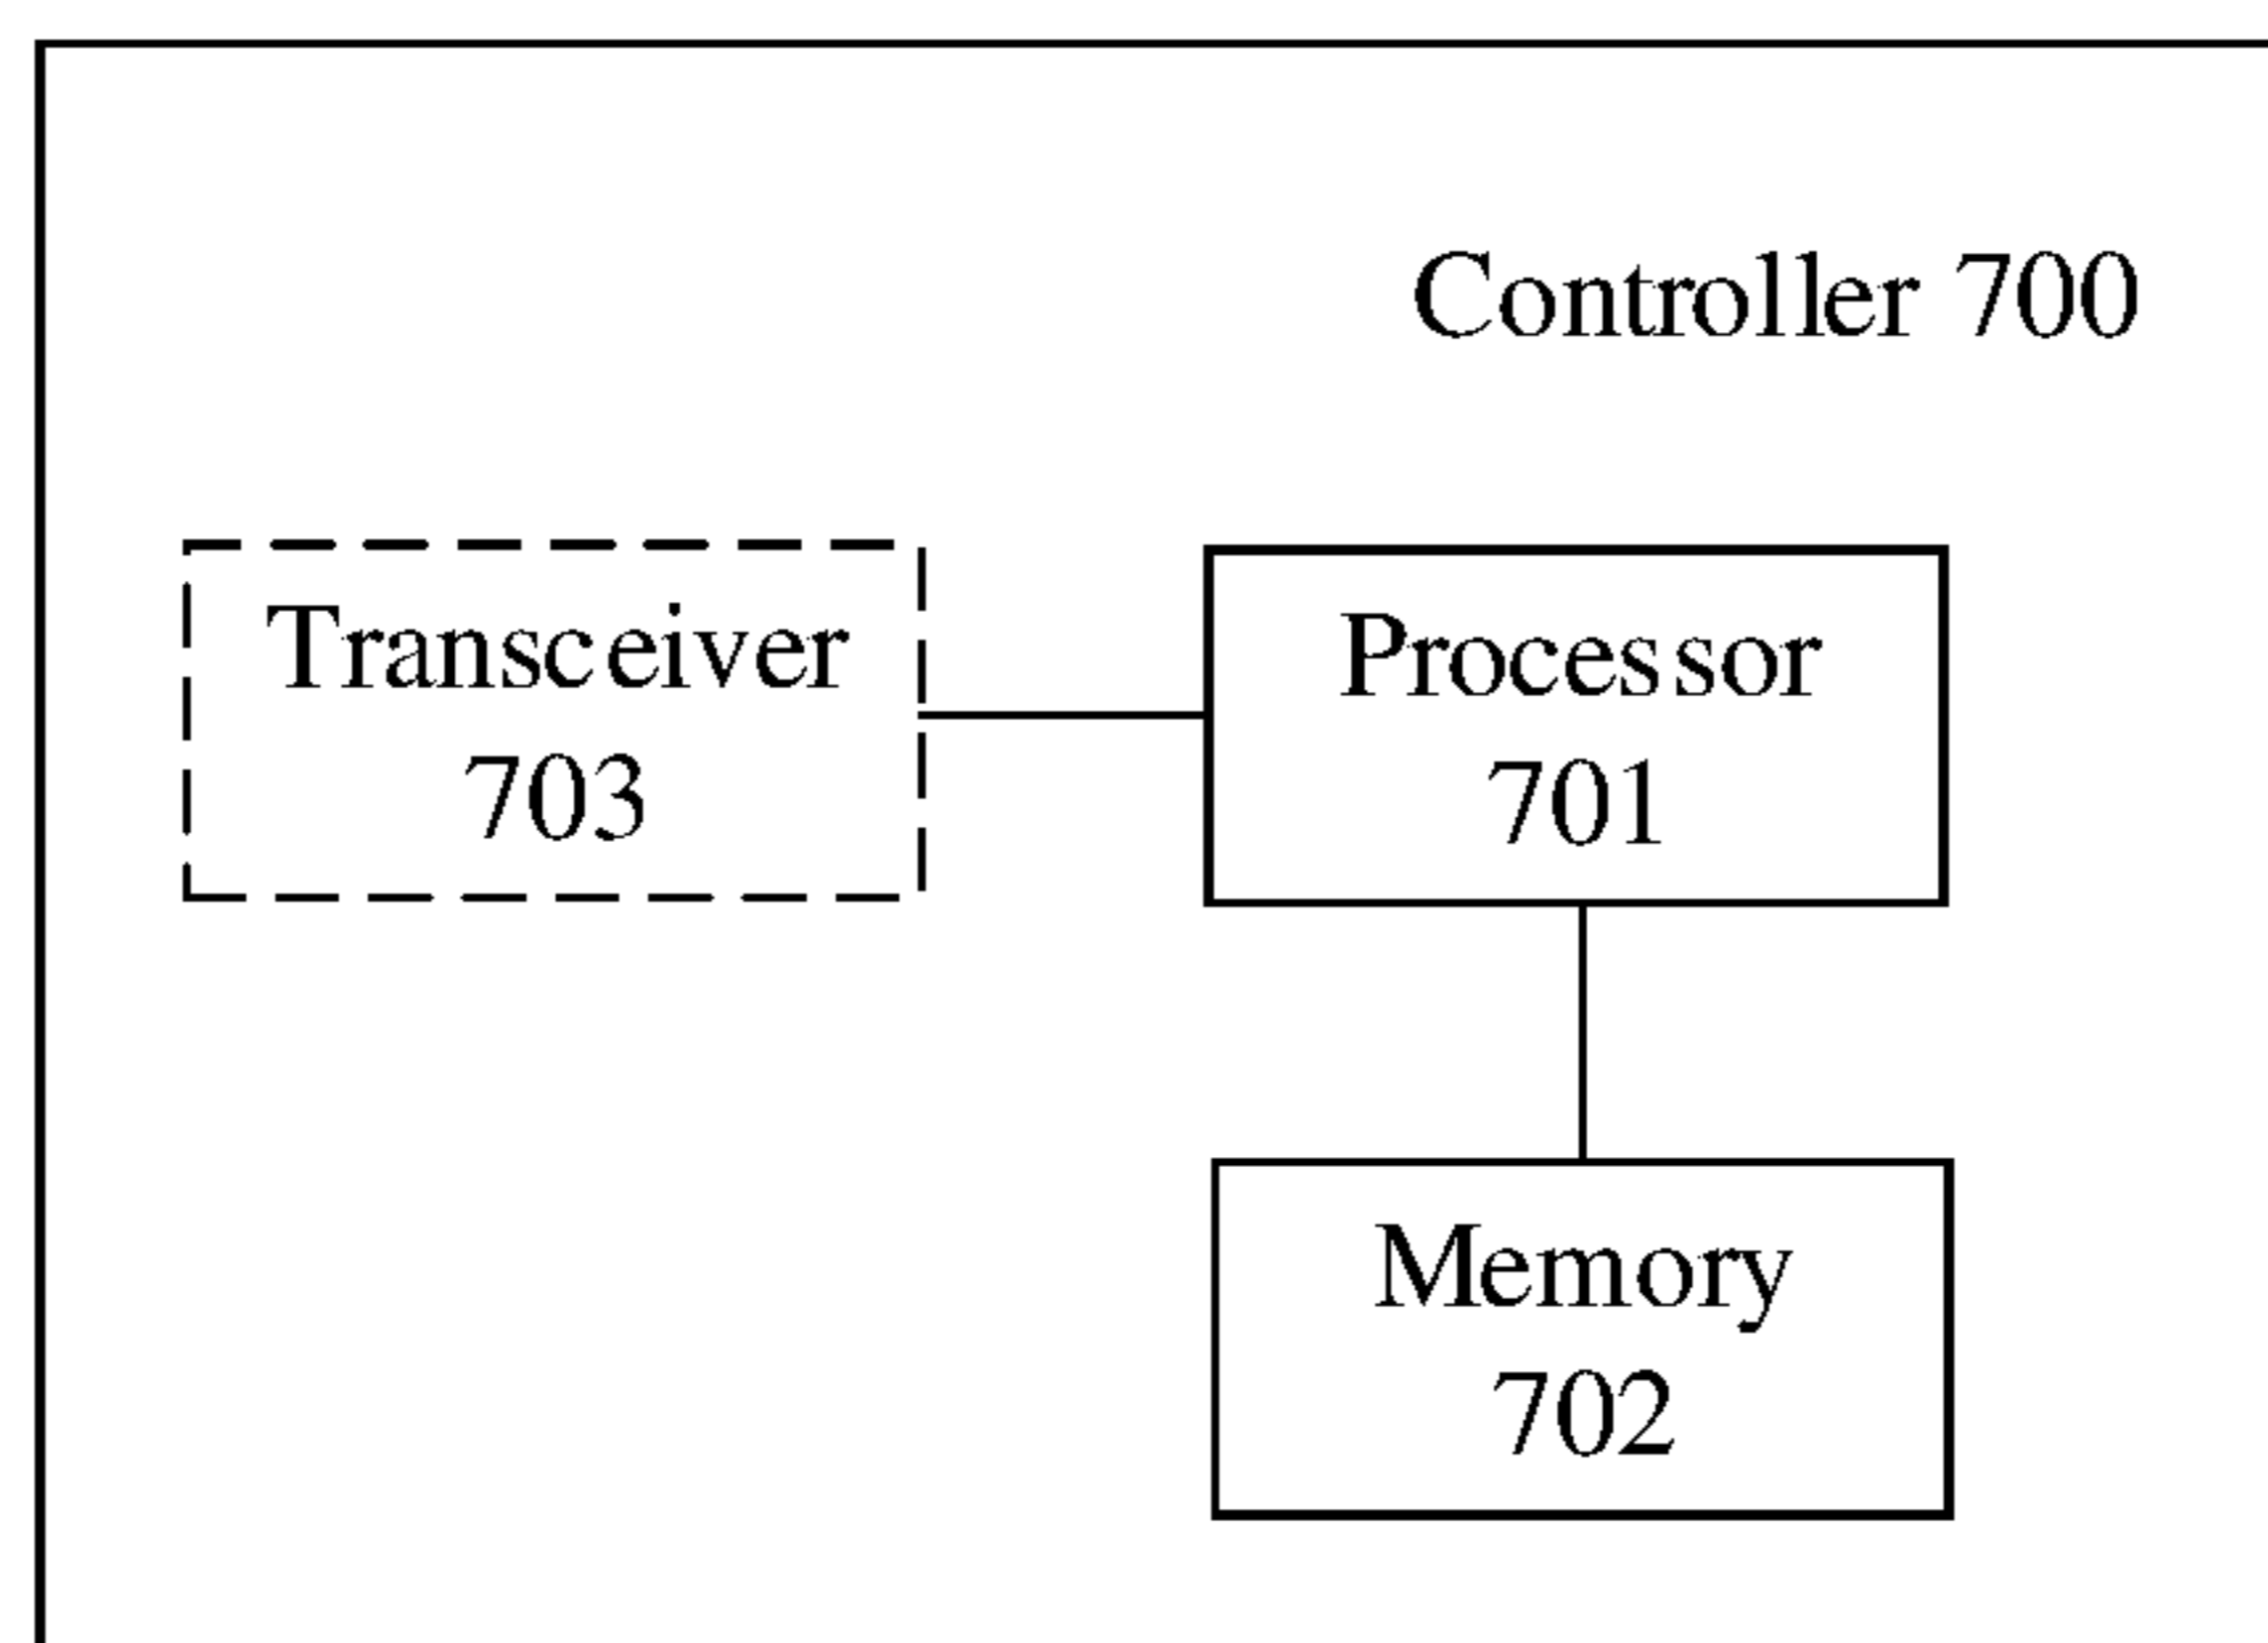 Controller 700
Transceiver
703
Processor
701
Memory
702